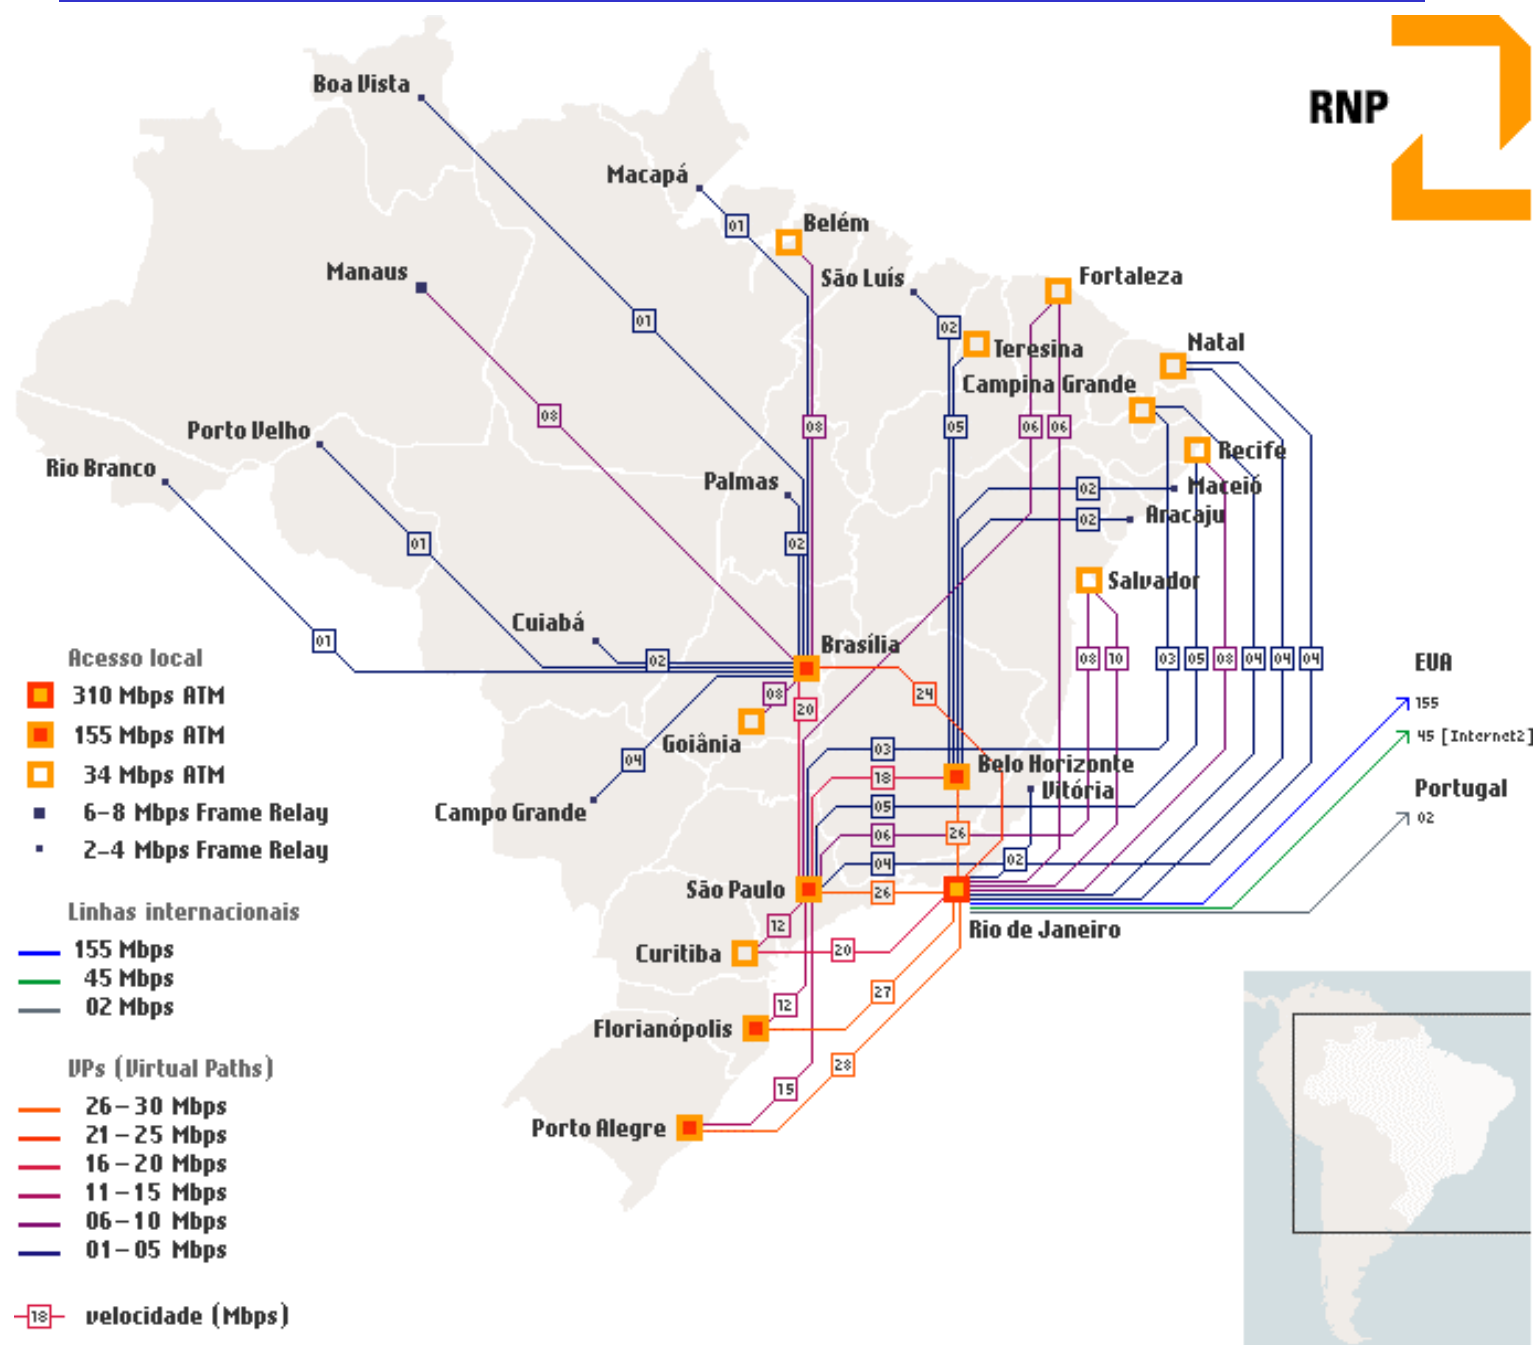 RNP
Boa Vista
01
Macapá
01
Belém
08
Manaus
08
São Luís
02
Teresina
05
Fortaleza
06
06
Natal
Campina Grande
Recife
Maceió
02
Aracaju
02
Salvador
08
10
03
05
08
04
04
04
Porto Velho
01
Rio Branco
01
Palmas
02
Cuiabá
02
Brasília
24
08
20
Goiânia
04
Campo Grande
03
18
05
06
04
26
Belo Horizonte
26
Vitória
02
São Paulo
Rio de Janeiro
12
Curitiba
20
12
27
Florianópolis
28
15
Porto Alegre
EUA
155
45 [Internet2]
Portugal
02
Acesso local
310 Mbps ATM
155 Mbps ATM
34 Mbps ATM
6-8 Mbps Frame Relay
2-4 Mbps Frame Relay
Linhas internacionais
155 Mbps
45 Mbps
02 Mbps
VPs (Virtual Paths)
26-30 Mbps
21-25 Mbps
16-20 Mbps
11-15 Mbps
06-10 Mbps
01-05 Mbps
18 velocidade (Mbps)